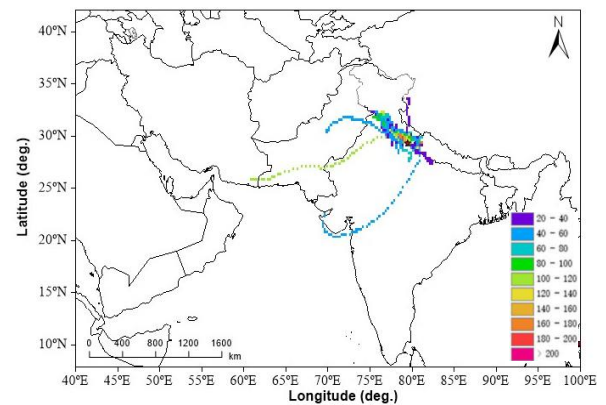 N
40°N
35°N
30°N
25°N
20°N
15°N
10°N
Latitude (deg.)
20 - 40
40 - 60
60 - 80
80 - 100
100 - 120
120 - 140
140 - 160
160 - 180
180 - 200
> 200
0 400 800 1200 1600
km
40°E 45°E 50°E 55°E 60°E 65°E 70°E 75°E 80°E 85°E 90°E 95°E 100°E
Longitude (deg.)